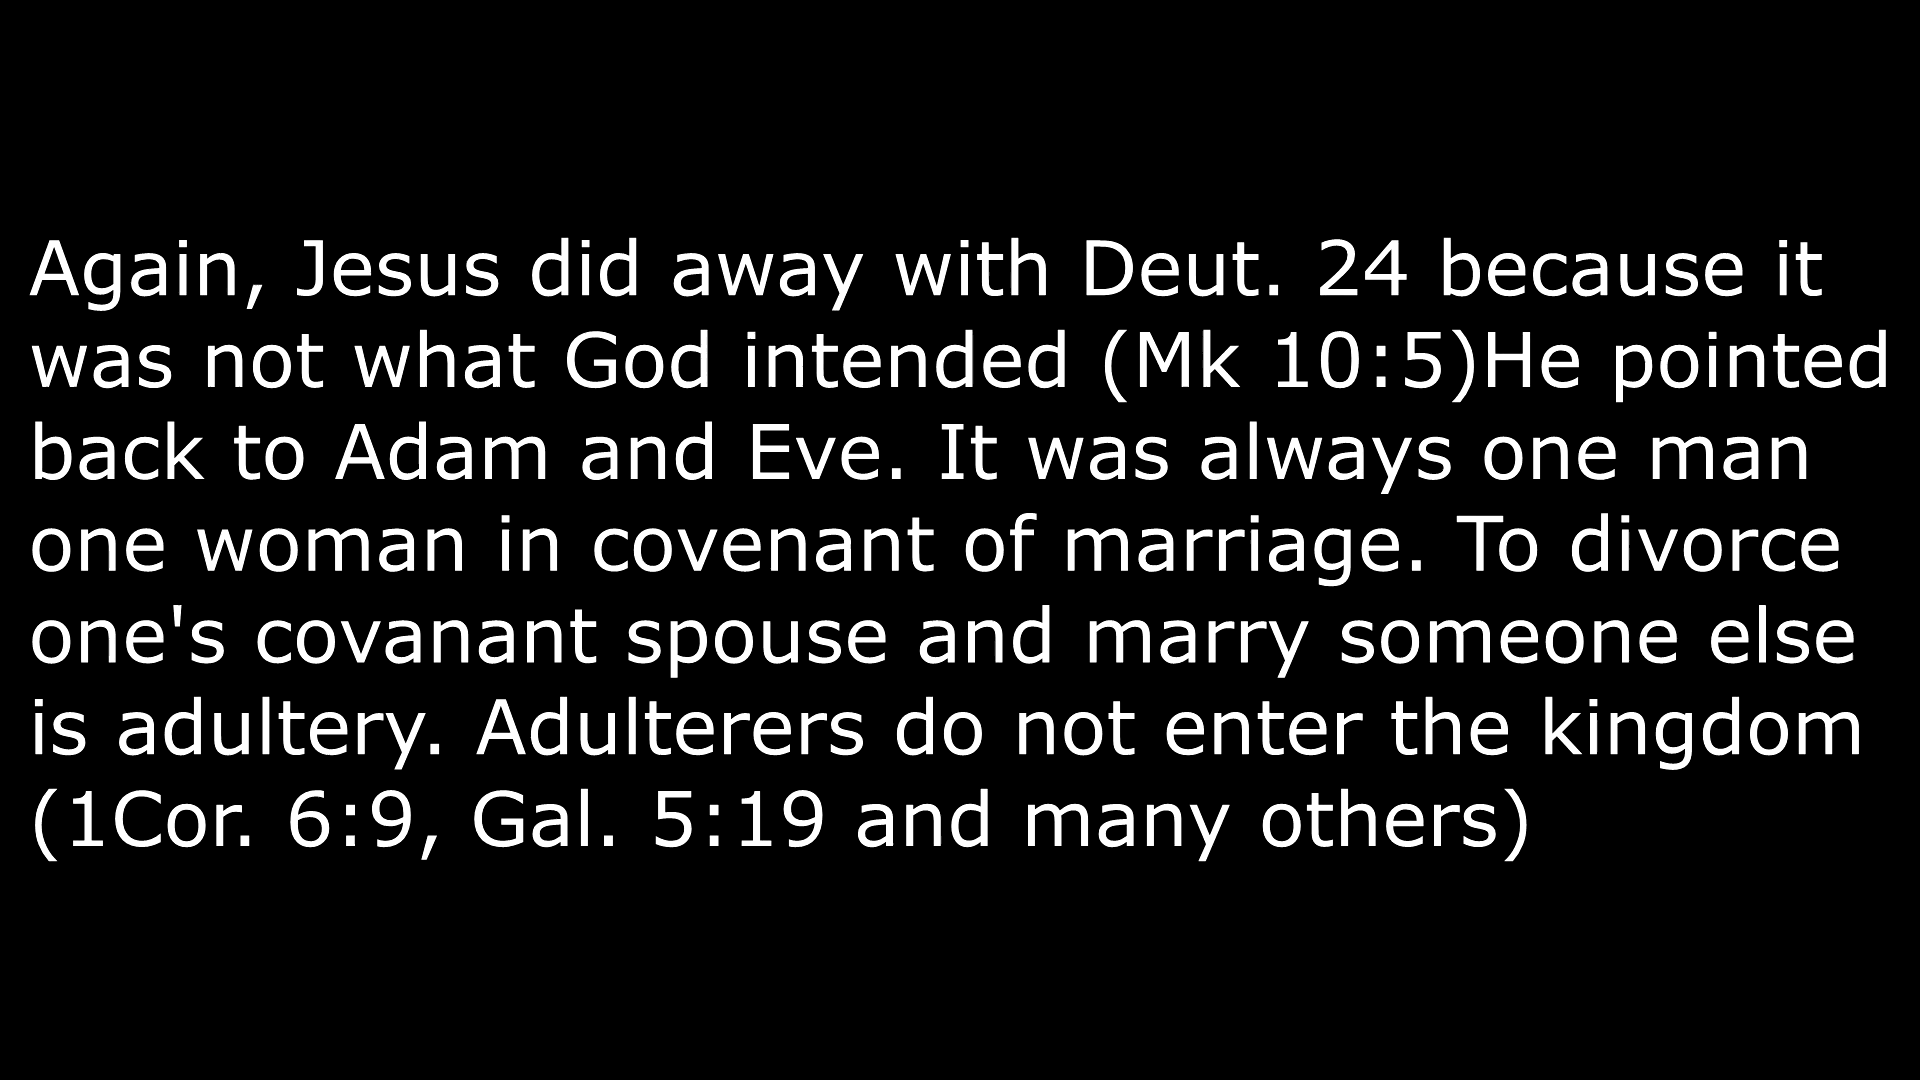 Again, Jesus did away with Deut. 24 because it
was not what God intended (Mk 10:5)He pointed
back to Adam and Eve. It was always one man
one woman in covenant of marriage. To divorce
one's covanant spouse and marry someone else
is adultery. Adulterers do not enter the kingdom
(1Cor. 6:9, Gal. 5:19 and many others)